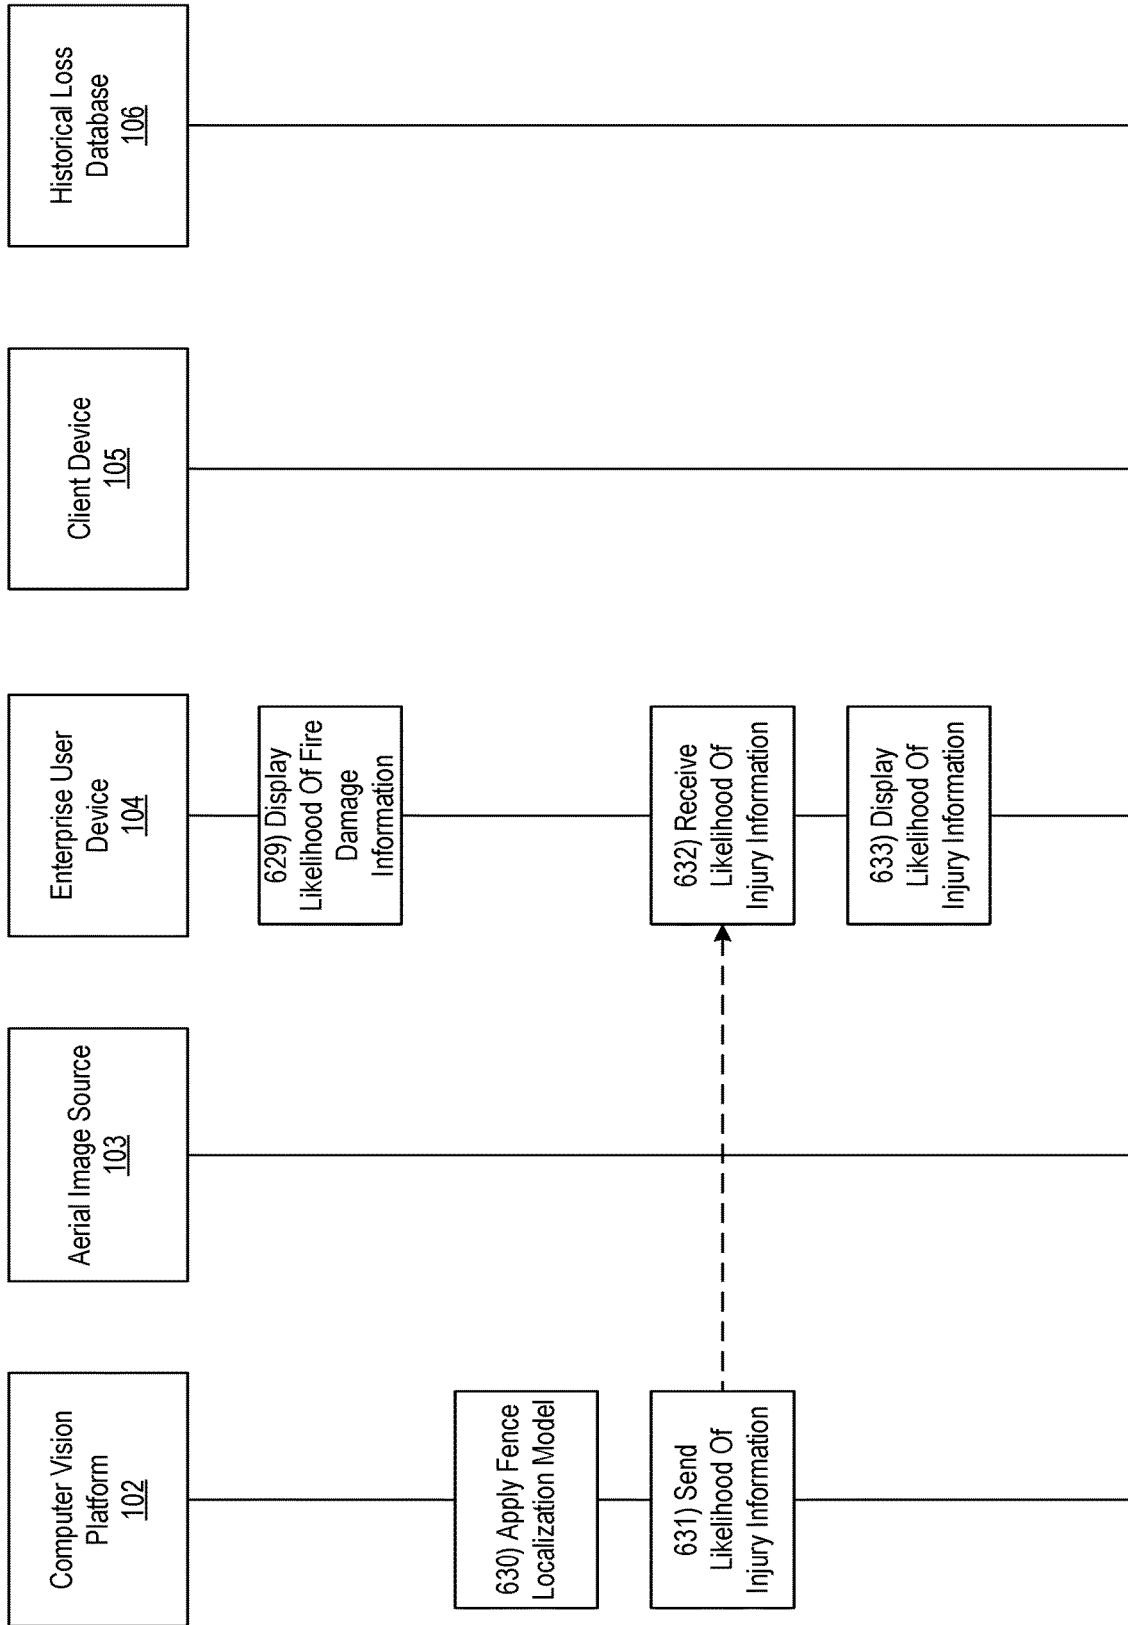 Computer Vision
Platform
102
Aerial Image Source
103
Enterprise User
Device
104
Client Device
105
Historical Loss
Database
106
629) Display
Likelihood Of Fire
Damage
Information
630) Apply Fence
Localization Model
631) Send
Likelihood Of
Injury Information
632) Receive
Likelihood Of
Injury Information
633) Display
Likelihood Of
Injury Information